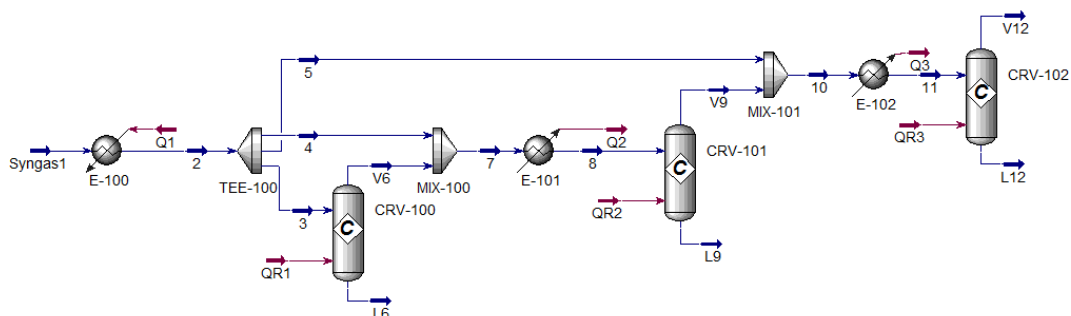 V12
5
Q3
CRV-102
V9
MIX-101
10
E-102
11
QR3
4
Q2
CRV-101
Q1
V6
Syngas1
E-100
2
TEE-100
MIX-100
7
E-101
8
L12
3
CRV-100
QR2
QR1
L9
L6
C
C
C